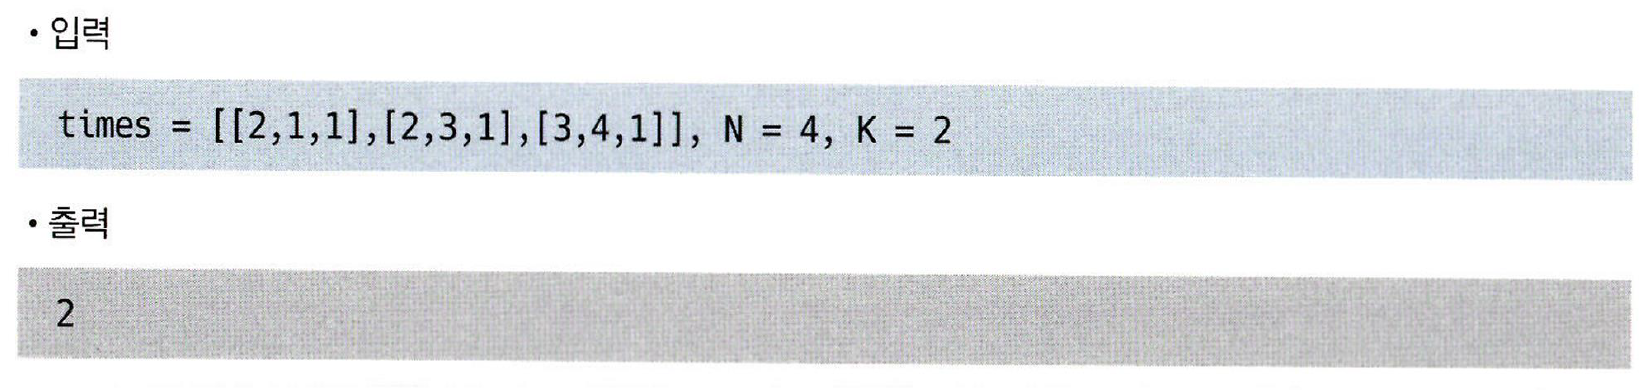 • 입력
times = [[2,1,1],[2,3,1],[3,4,1]], N = 4, K = 2
• 출력
2